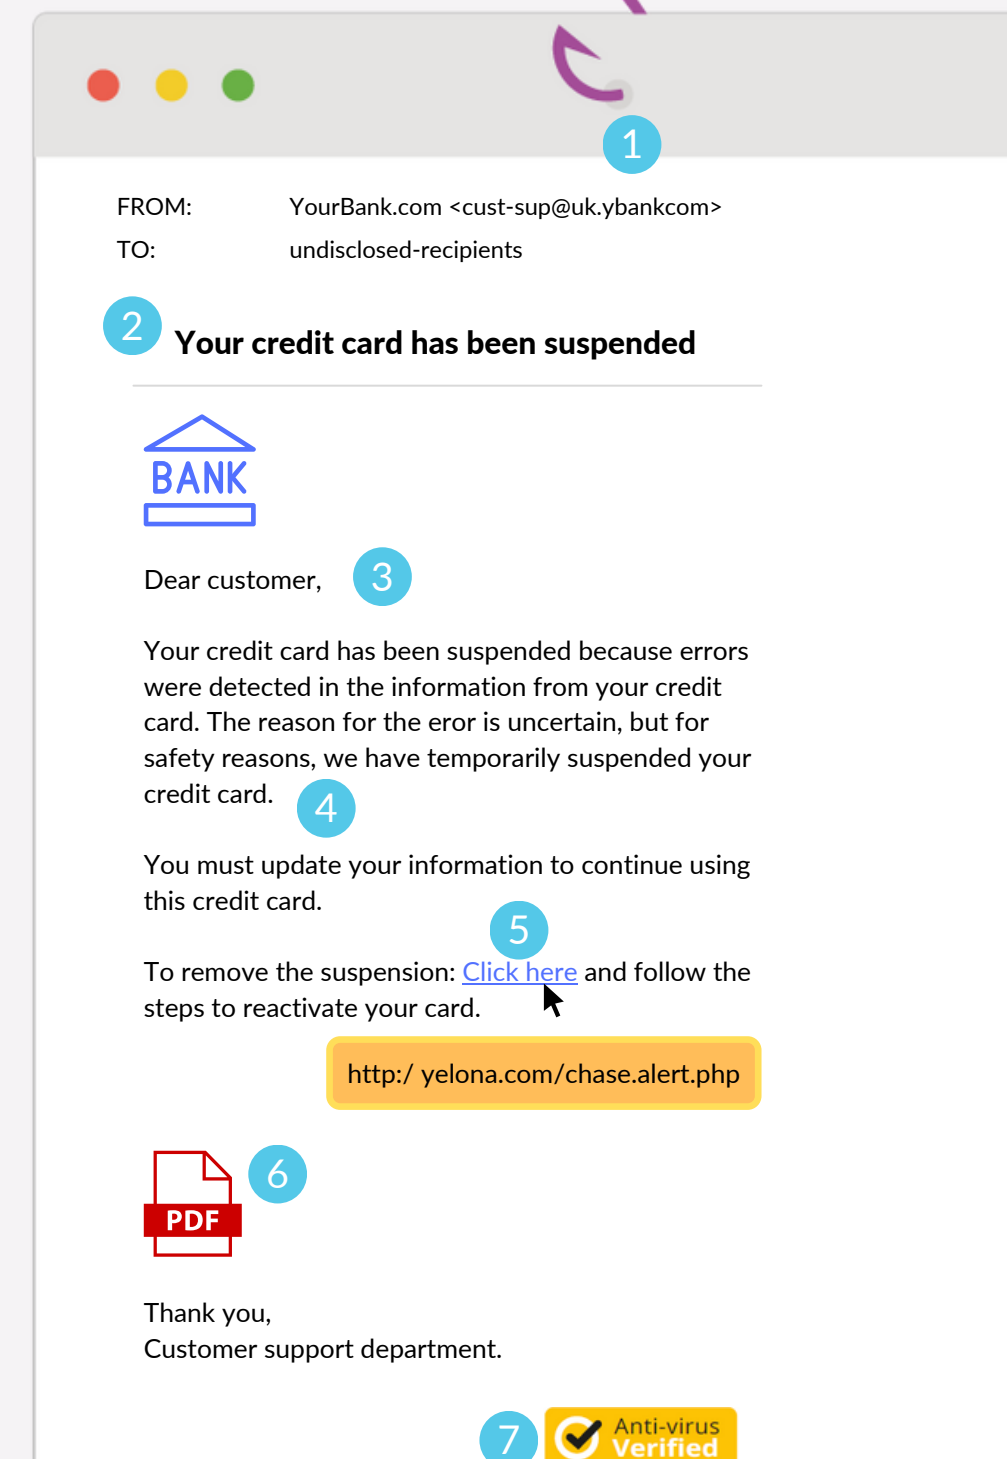 1
FROM: YourBank.com <cust-sup@uk.ybankcom>
TO: undisclosed-recipients
2 Your credit card has been suspended
BANK
Dear customer, 3
Your credit card has been suspended because errors
were detected in the information from your credit
card. The reason for the eror is uncertain, but for
safety reasons, we have temporarily suspended your
credit card. 4
You must update your information to continue using
this credit card.
5
To remove the suspension: Click here and follow the
steps to reactivate your card.
http:/ yelona.com/chase.alert.php
6
PDF
Thank you,
Customer support department.
7 Anti-virus
Verified